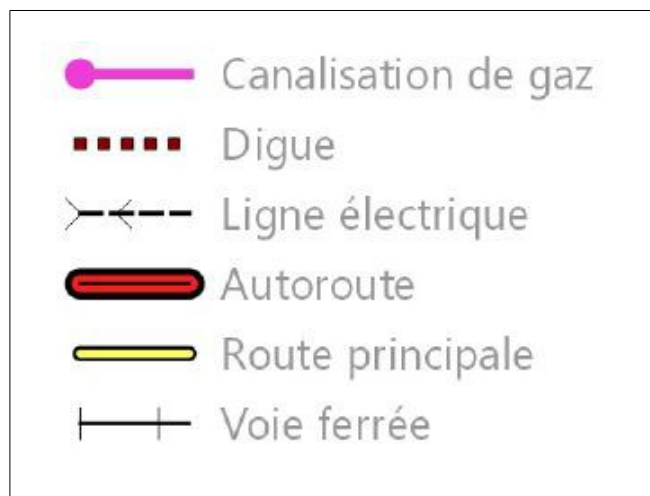 Canalisation de gaz
Digue
Ligne électrique
Autoroute
Route principale
Voie ferrée